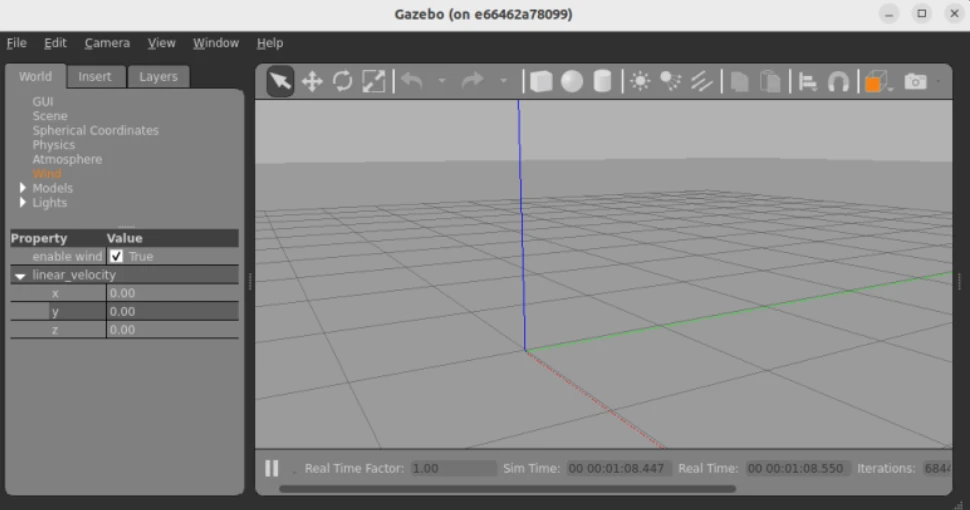 Gazebo (on e66462a78099)
File Edit Camera View Window Help
World Insert Layers
GUI
Scene
Spherical Coordinates
Physics
Atmosphere
Wind
Models
Lights
Property Value
enable wind True
linear_velocity
x 0.00
y 0.00
z 0.00
Real Time Factor: 1.00 Sim Time: 00 00:01:08.447 Real Time: 00 00:01:08.550 Iterations: